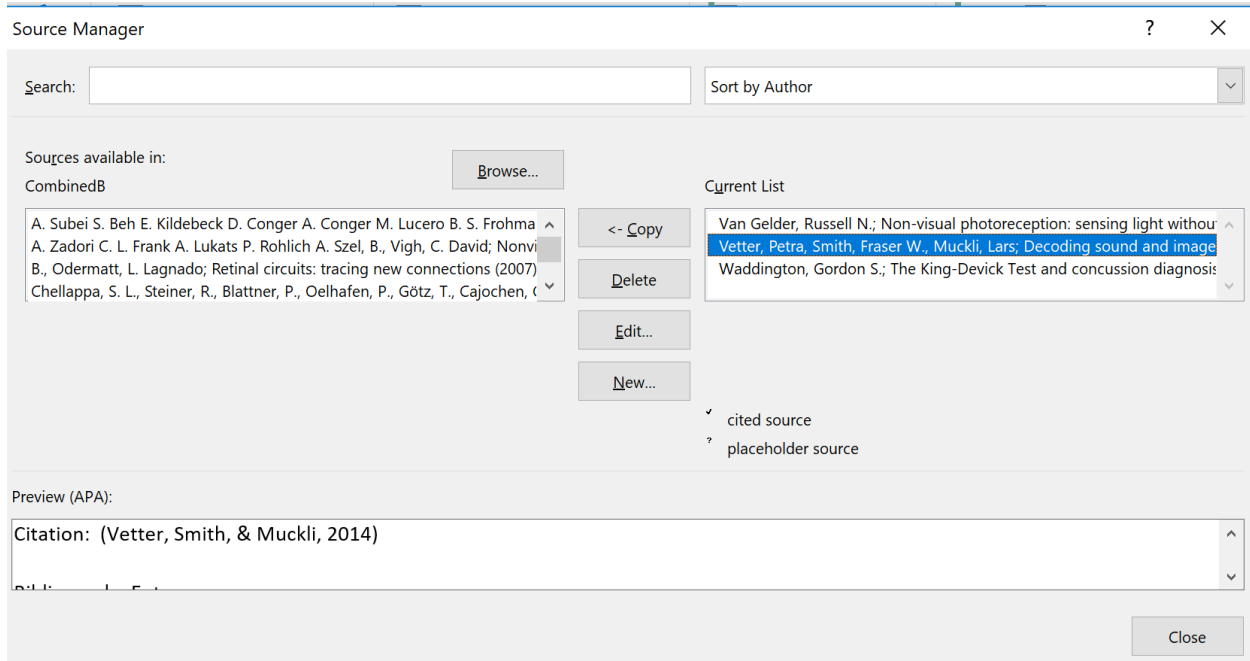 Source Manager
?
Search:
Sort by Author
Sources available in:
CombinedB
Browse...
Current List
A. Subei S. Beh E. Kildebeck D. Conger A. Conger M. Lucero B. S. Frohma
A. Zadori C. L. Frank A. Lukats P. Rohlich A. Szel, B., Vigh, C. David; Nonvi
B., Odermatt, L. Lagnado; Retinal circuits: tracing new connections (2007)
Chellappa, S. L., Steiner, R., Blattner, P., Oelhafen, P., Götz, T., Cajochen,
<- Copy
Delete
Edit...
New...
Van Gelder, Russell N.; Non-visual photoreception: sensing light withou
Vetter, Petra, Smith, Fraser W., Muckli, Lars; Decoding sound and image
Waddington, Gordon S.; The King-Devick Test and concussion diagnosis
cited source
? placeholder source
Preview (APA):
Citation: (Vetter, Smith, & Muckli, 2014)
Close